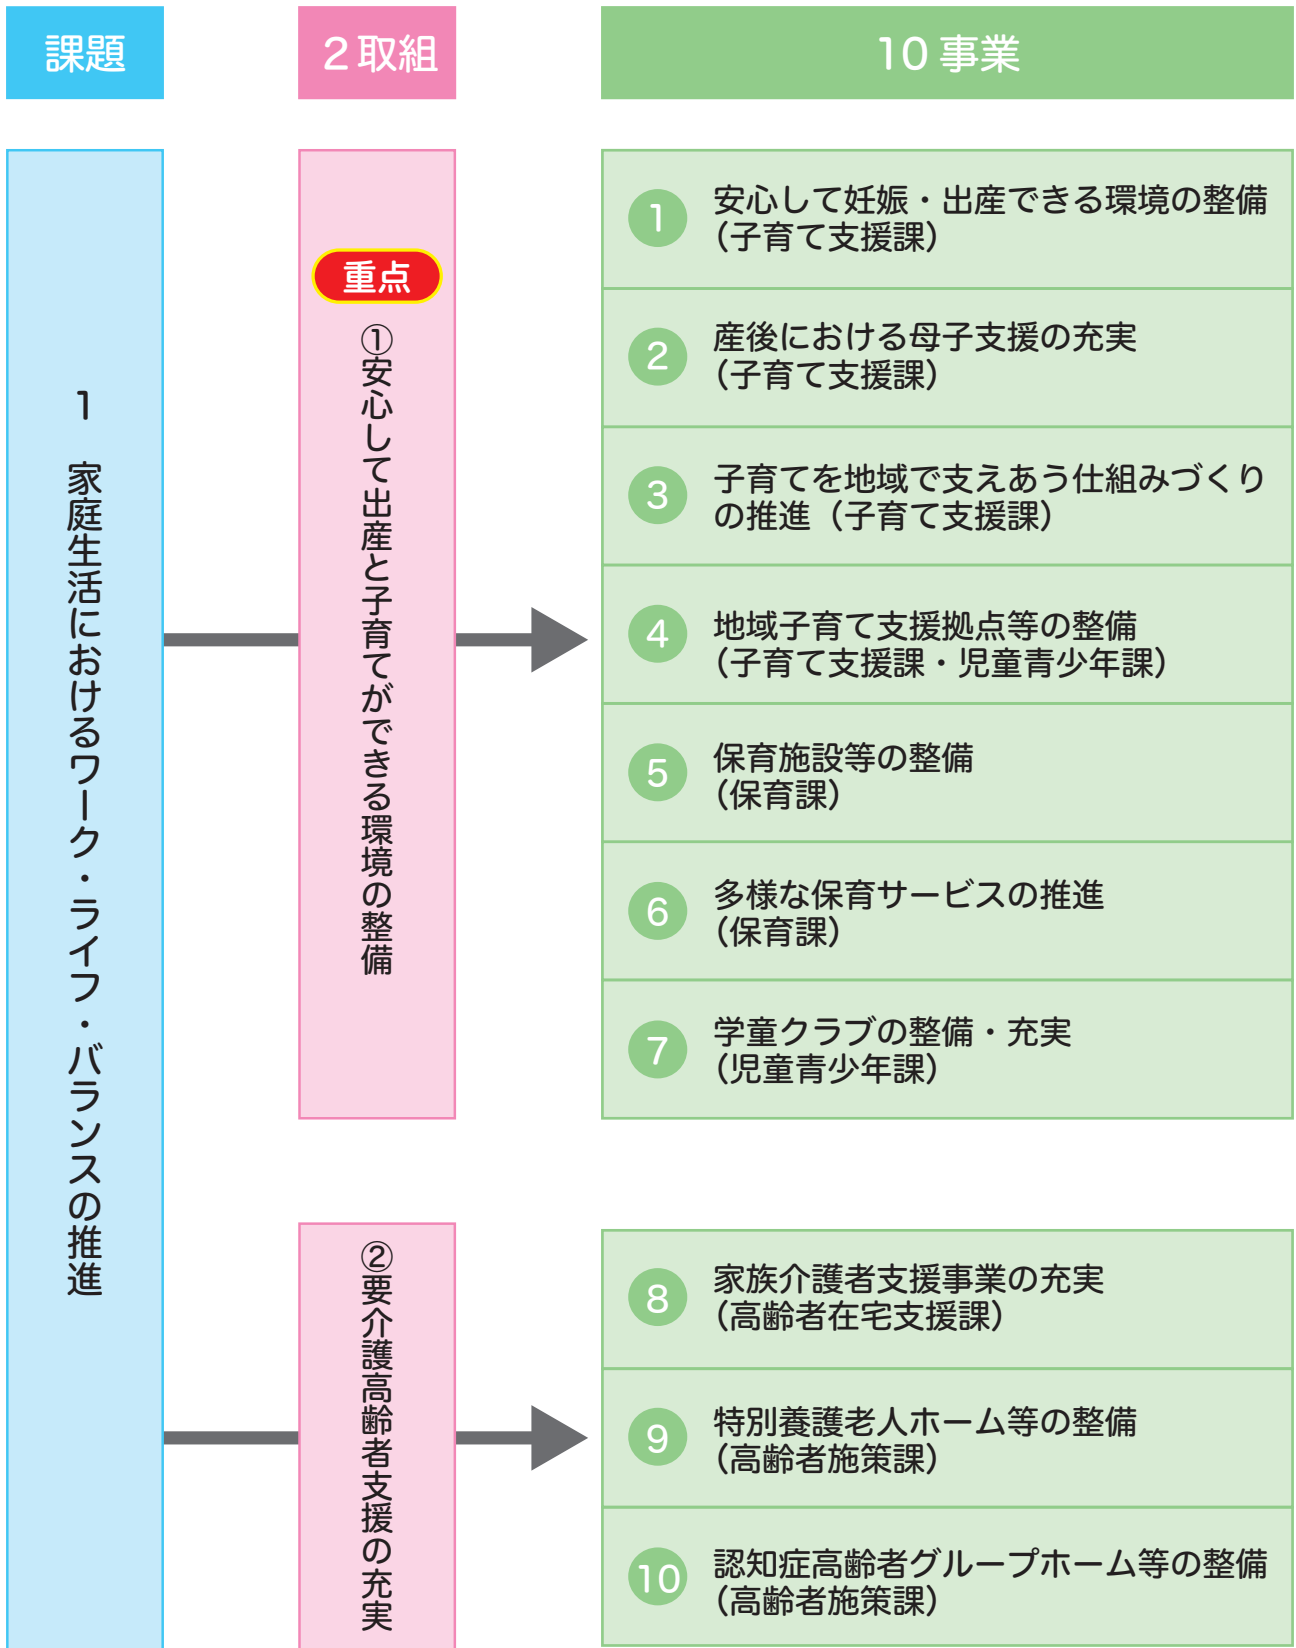 課題
2取組
10事業
1 家庭生活におけるワーク・ライフ・バランスの推進
重点
①安心して出産と子育てができる環境の整備
1 安心して妊娠・出産できる環境の整備
(子育て支援課)
2 産後における母子支援の充実
(子育て支援課)
3 子育てを地域で支えあう仕組みづくり
の推進(子育て支援課)
4 地域子育て支援拠点等の整備
(子育て支援課・児童青少年課)
5 保育施設等の整備
(保育課)
6 多様な保育サービスの推進
(保育課)
7 学童クラブの整備・充実
(児童青少年課)
②要介護高齢者支援の充実
8 家族介護者支援事業の充実
(高齢者在宅支援課)
9 特別養護老人ホーム等の整備
(高齢者施策課)
10 認知症高齢者グループホーム等の整備
(高齢者施策課)